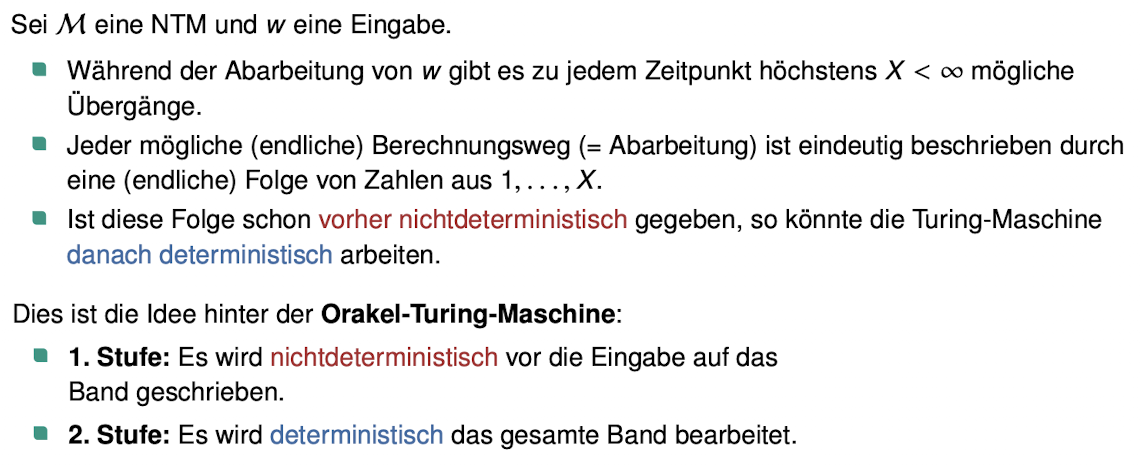 Sei ℳ eine NTM und w eine Eingabe.
Während der Abarbeitung von w gibt es zu jedem Zeitpunkt höchstens X < ∞ mögliche
Übergänge.
Jeder mögliche (endliche) Berechnungsweg (= Abarbeitung) ist eindeutig beschrieben durch
eine (endliche) Folge von Zahlen aus 1, . . . , X.
Ist diese Folge schon vorher nichtdeterministisch gegeben, so könnte die Turing-Maschine
danach deterministisch arbeiten.
Dies ist die Idee hinter der Orakel-Turing-Maschine:
1. Stufe: Es wird nichtdeterministisch vor die Eingabe auf das
Band geschrieben.
2. Stufe: Es wird deterministisch das gesamte Band bearbeitet.